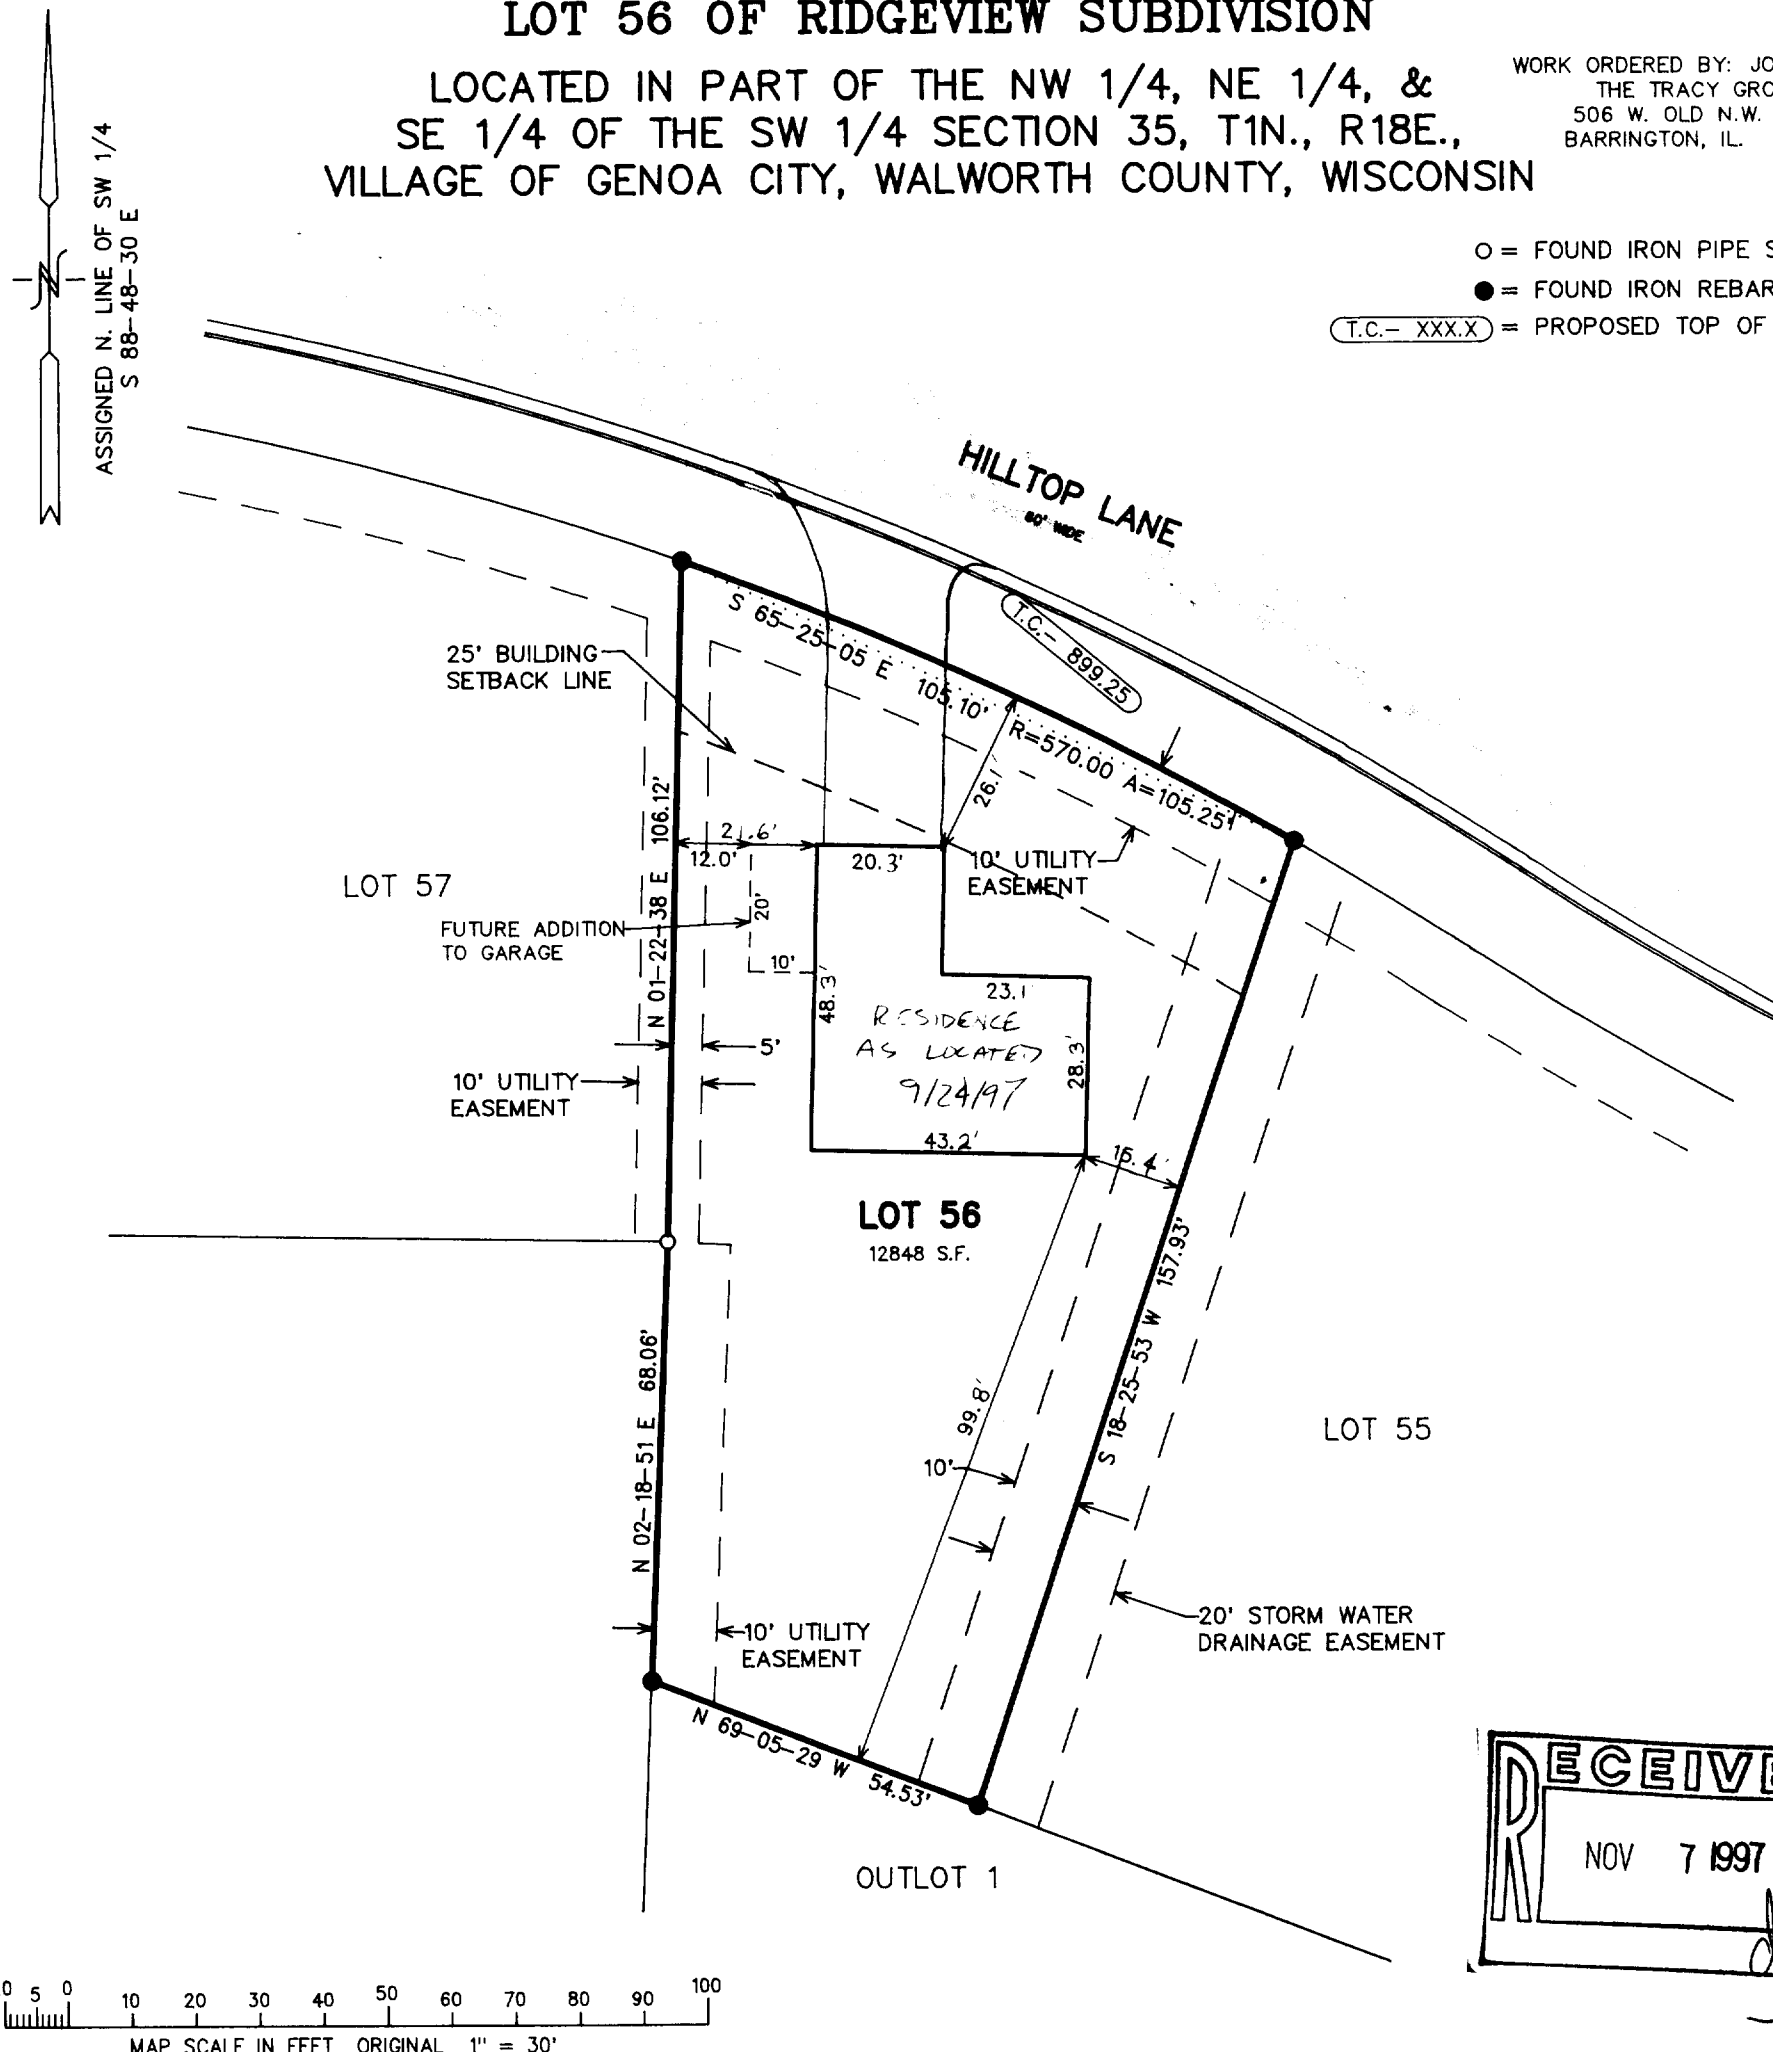 LOT 56 OF RIDGEVIEW SUBDIVISION
LOCATED IN PART OF THE NW 1/4, NE 1/4, &
SE 1/4 OF THE SW 1/4 SECTION 35, T1N., R18E.,
VILLAGE OF GENOA CITY, WALWORTH COUNTY, WISCONSIN
WORK ORDERED BY: JO
THE TRACY GRO
506 W. OLD N.W.
BARRINGTON, IL.
N
ASSIGNED N. LINE OF SW 1/4
S 88-48-30 E
O = FOUND IRON PIPE S
● = FOUND IRON REBAR
T.C.- XXX.X = PROPOSED TOP OF
HILLTOP LANE
60' WIDE
T.C.- 899.25
S 65-25-05 E 105.10' R=570.00 A=105.25'
25' BUILDING
SETBACK LINE
26.1'
N 01-22-38 E 106.12'
21.6'
12.0'
20.3'
10' UTILITY
EASEMENT
LOT 57
FUTURE ADDITION
TO GARAGE
20'
10'
48.3'
23.1
RESIDENCE
AS LOCATED
9/24/97
28.3'
5'
10' UTILITY
EASEMENT
43.2'
15.4'
LOT 56
12848 S.F.
S 18-25-53 W 157.93'
N 02-18-51 E 68.06'
99.8'
10'
LOT 55
10' UTILITY
EASEMENT
20' STORM WATER
DRAINAGE EASEMENT
N 69-05-29 W 54.53'
OUTLOT 1
RECEIVE
NOV 7 1997
0 5 0 10 20 30 40 50 60 70 80 90 100
MAP SCALE IN FEET ORIGINAL 1" = 30'